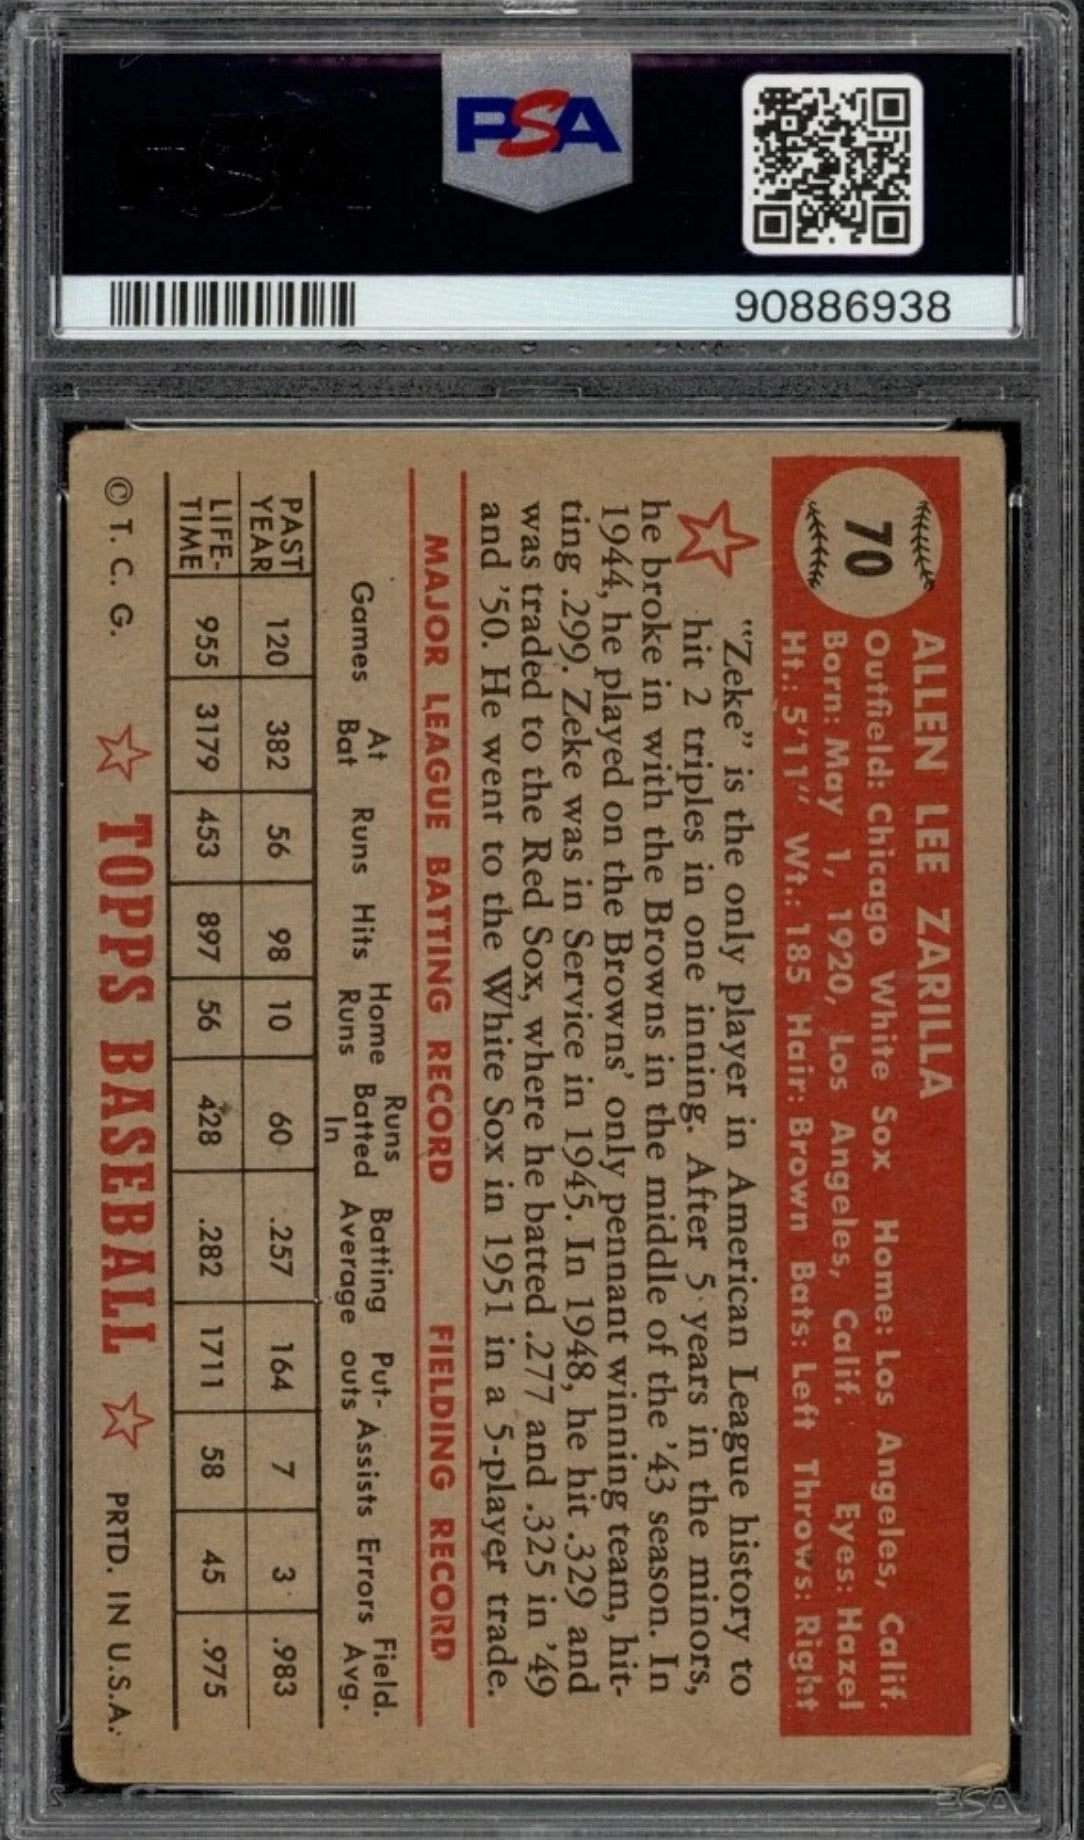 PSA
90886938
70
ALLEN LEE ZARILLA
Outfield: Chicago White Sox Home: Los Angeles, Calif.
Born: May 1, 1920, Los Angeles, Calif. Eyes: Hazel
Ht.: 5'11" Wt.: 185 Hair: Brown Bats: Left Throws: Right
"Zeke" is the only player in American League history to
hit 2 triples in one inning. After 5 years in the minors,
he broke in with the Browns in the middle of the '43 season. In
1944, he played on the Browns' only pennant winning team, hit-
ting .299. Zeke was in Service in 1945. In 1948, he hit .329 and
was traded to the Red Sox, where he batted .277 and .325 in '49
and '50. He went to the White Sox in 1951 in a 5-player trade.
MAJOR LEAGUE BATTING RECORD FIELDING RECORD
Games At Bat Runs Hits Home Runs Runs Batted In Batting Average Put-outs Assists Errors Field. Avg.
PAST YEAR 120 382 56 98 10 60 .257 164 7 3 .983
LIFE-TIME 955 3179 453 897 56 428 .282 1711 58 45 .975
© T. C. G. TOPPS BASEBALL PRTD. IN U.S.A.
PSA